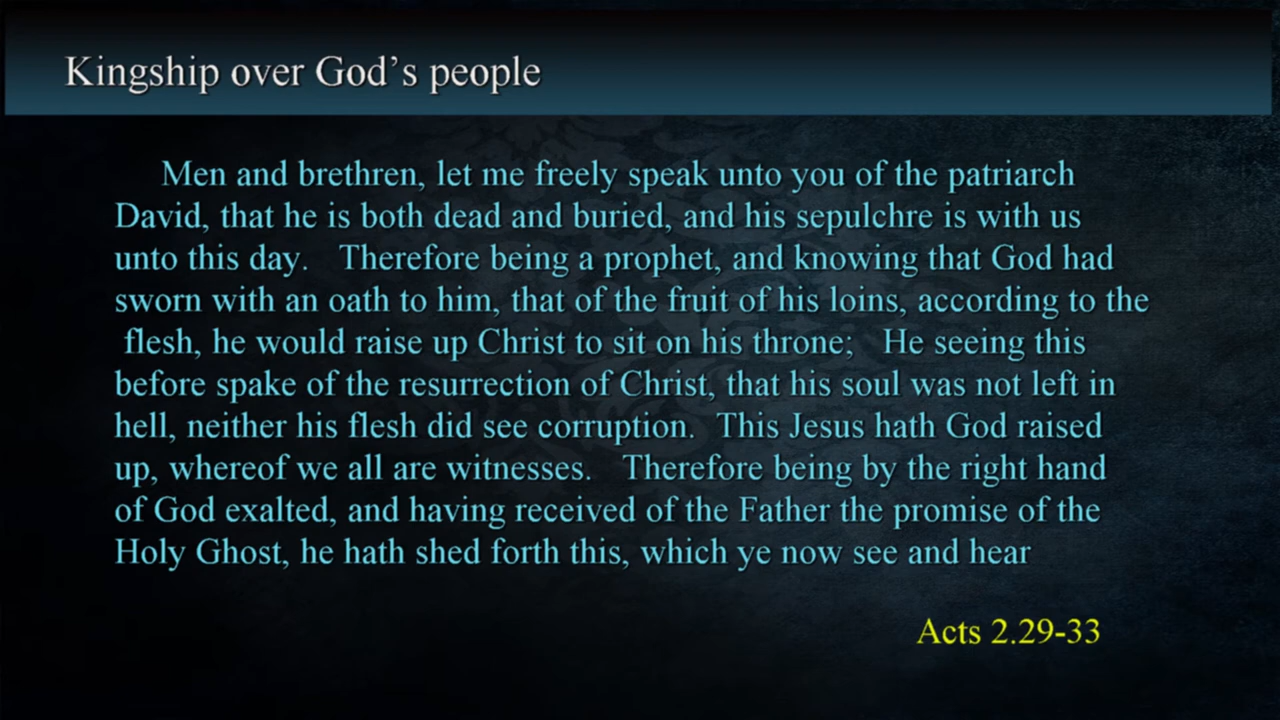 Kingship over God's people
Men and brethren, let me freely speak unto you of the patriarch
David, that he is both dead and buried, and his sepulchre is with us
unto this day. Therefore being a prophet, and knowing that God had
sworn with an oath to him, that of the fruit of his loins, according to the
flesh, he would raise up Christ to sit on his throne; He seeing this
before spake of the resurrection of Christ, that his soul was not left in
hell, neither his flesh did see corruption. This Jesus hath God raised
up, whereof we all are witnesses. Therefore being by the right hand
of God exalted, and having received of the Father the promise of the
Holy Ghost, he hath shed forth this, which ye now see and hear
Acts 2.29-33